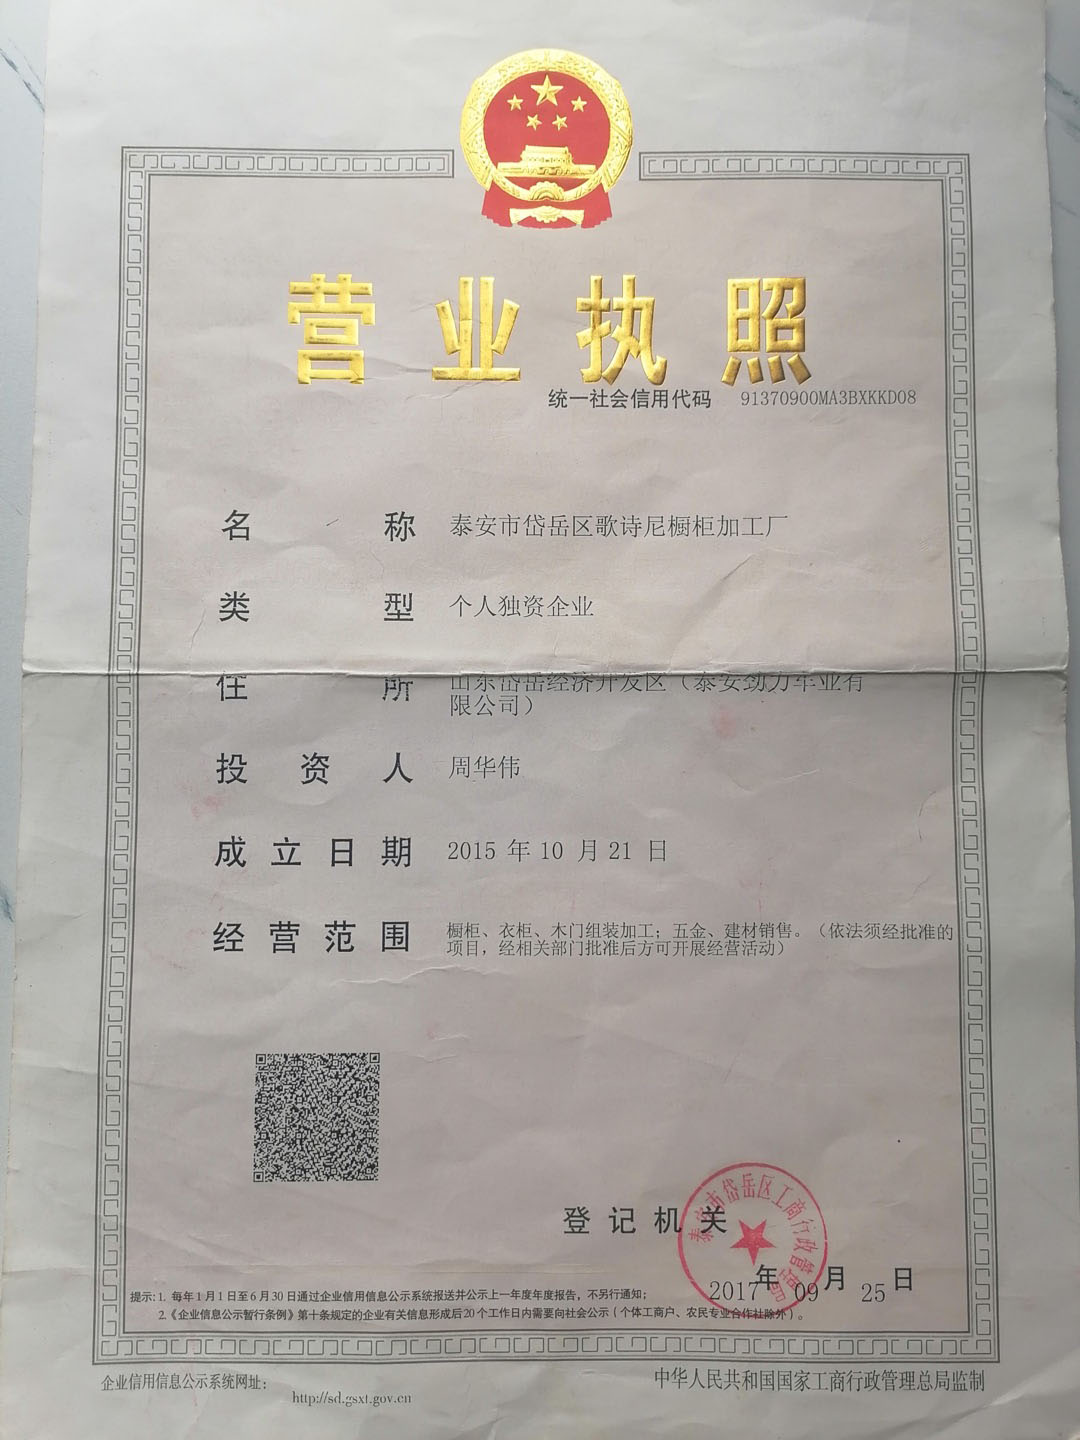 营业执照
统一社会信用代码 91370900MA3BXKKD08
名称 泰安市岱岳区歌诗尼橱柜加工厂
类型 个人独资企业
住所 山东岱岳经济开发区（泰安劲力车业有
限公司）
投资人 周华伟
成立日期 2015 年 10 月 21 日
经营范围 橱柜、衣柜、木门组装加工；五金、建材销售。（依法须经批准的
项目，经相关部门批准后方可开展经营活动）
登记机关
泰安市岱岳区工商行政管理局
2017 年 09 月 25 日
提示：1. 每年1月1日至6月30日通过企业信用信息公示系统报送并公示上一年度年度报告，不另行通知；
2.《企业信息公示暂行条例》第十条规定的企业有关信息形成后20个工作日内需要向社会公示（个体工商户、农民专业合作社除外）。
企业信用信息公示系统网址：
http://sd.gsxt.gov.cn
中华人民共和国国家工商行政管理总局监制